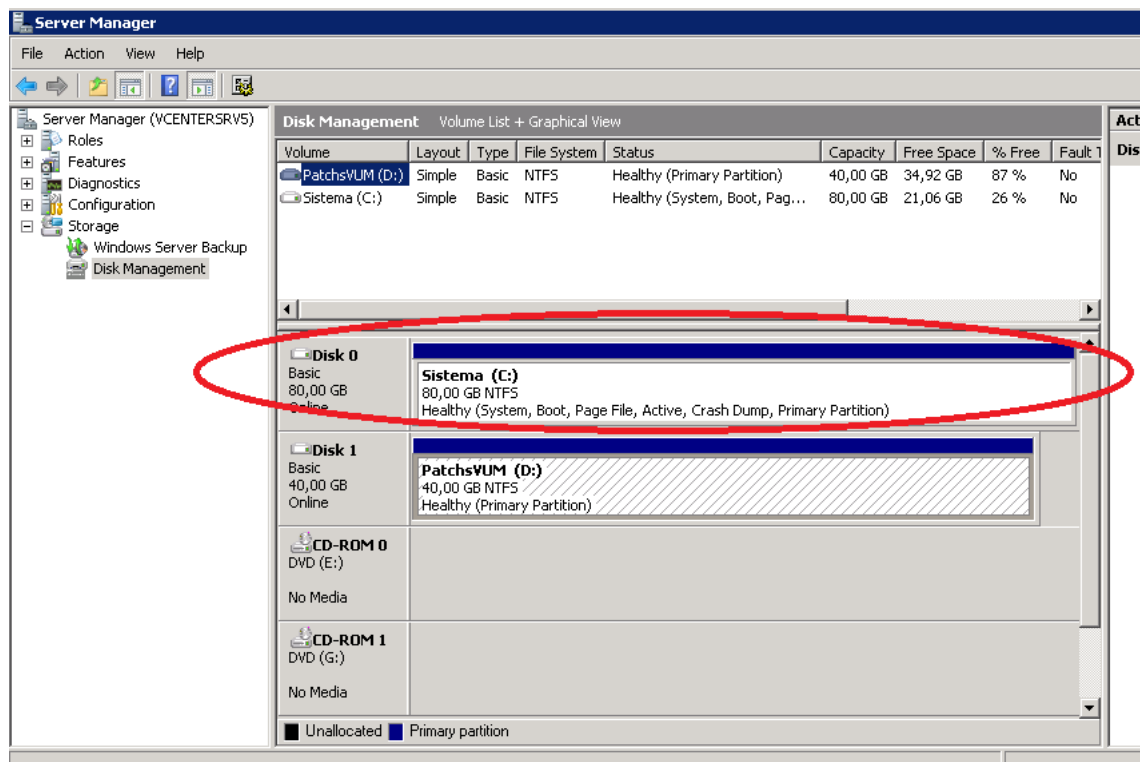 Server Manager
File Action View Help
Server Manager (VCENTERSRV5)
Roles
Features
Diagnostics
Configuration
Storage
Windows Server Backup
Disk Management
Disk Management Volume List + Graphical View
Volume Layout Type File System Status Capacity Free Space % Free Fault T
PatchsVUM (D:) Simple Basic NTFS Healthy (Primary Partition) 40,00 GB 34,92 GB 87 % No
Sistema (C:) Simple Basic NTFS Healthy (System, Boot, Pag... 80,00 GB 21,06 GB 26 % No
Disk 0
Basic
80,00 GB
Online
Sistema (C:)
80,00 GB NTFS
Healthy (System, Boot, Page File, Active, Crash Dump, Primary Partition)
Disk 1
Basic
40,00 GB
Online
PatchsVUM (D:)
40,00 GB NTFS
Healthy (Primary Partition)
CD-ROM 0
DVD (E:)
No Media
CD-ROM 1
DVD (G:)
No Media
Unallocated Primary partition
Act
Dis